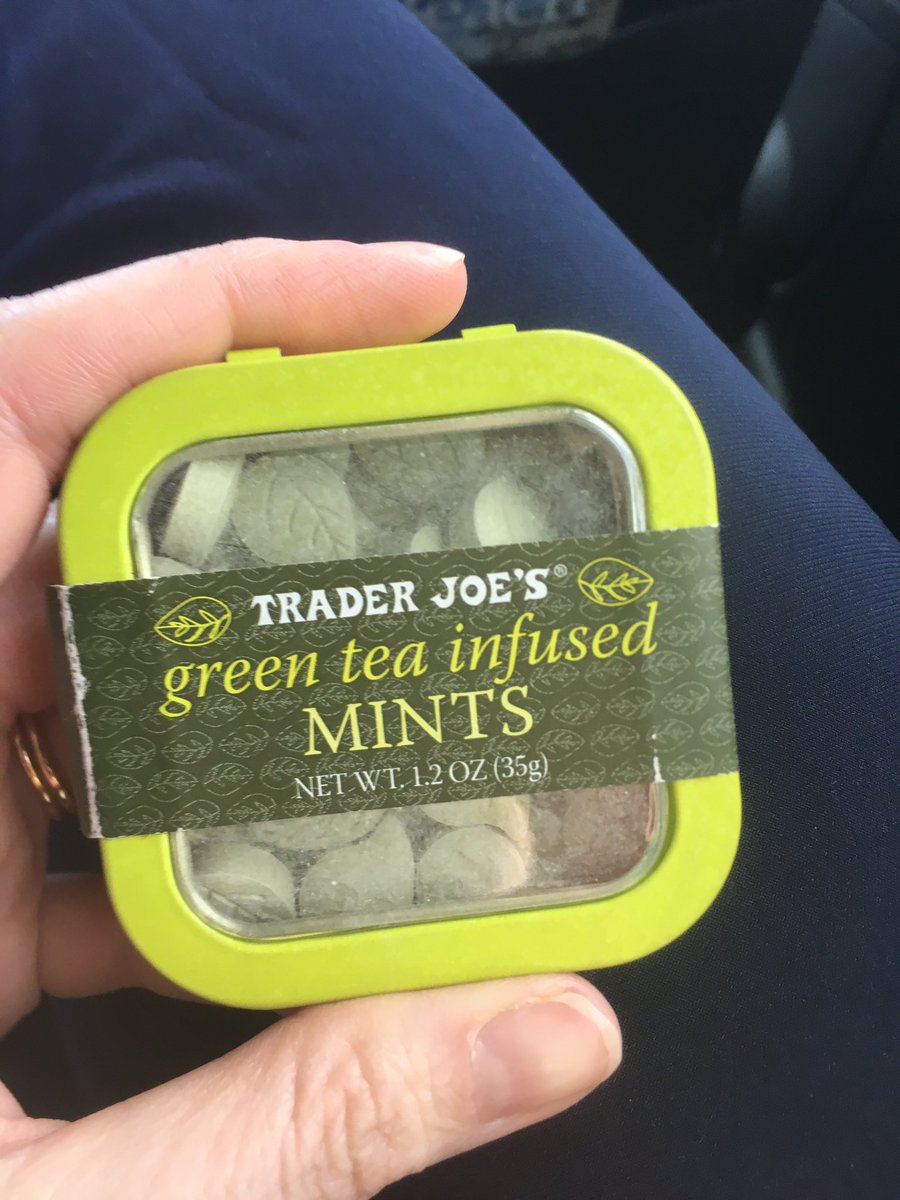 TRADER JOE'S®
green tea infused
MINTS
NET WT. 1.2 OZ (35g)